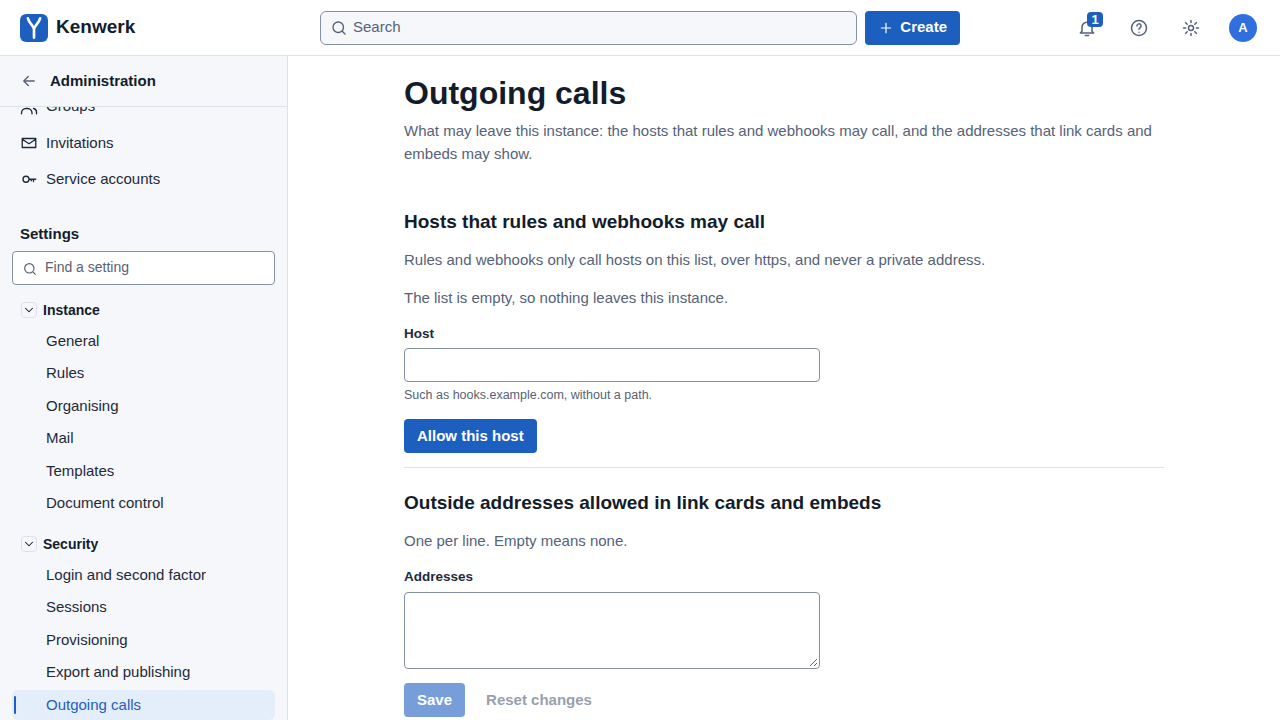 Kenwerk
Search
Create
1
A
Administration
Groups
Invitations
Service accounts
Settings
Find a setting
Instance
General
Rules
Organising
Mail
Templates
Document control
Security
Login and second factor
Sessions
Provisioning
Export and publishing
Outgoing calls
Outgoing calls
What may leave this instance: the hosts that rules and webhooks may call, and the addresses that link cards and
embeds may show.
Hosts that rules and webhooks may call
Rules and webhooks only call hosts on this list, over https, and never a private address.
The list is empty, so nothing leaves this instance.
Host
Such as hooks.example.com, without a path.
Allow this host
Outside addresses allowed in link cards and embeds
One per line. Empty means none.
Addresses
Save
Reset changes